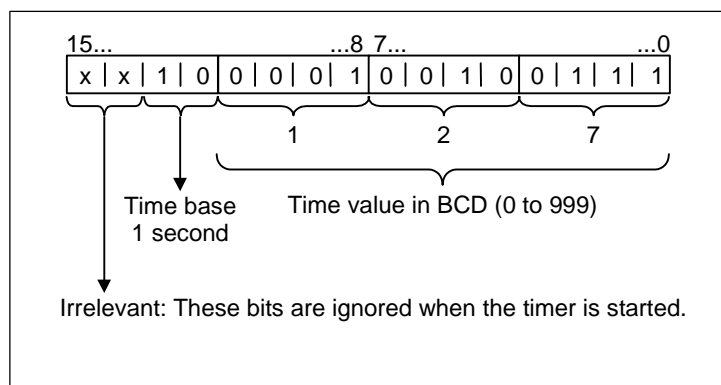 15... ...8 7... ...0
x | x | 1 | 0 | 0 | 0 | 0 | 1 | 0 | 0 | 1 | 0 | 0 | 1 | 1 | 1
1 2 7
Time base Time value in BCD (0 to 999)
1 second
Irrelevant: These bits are ignored when the timer is started.